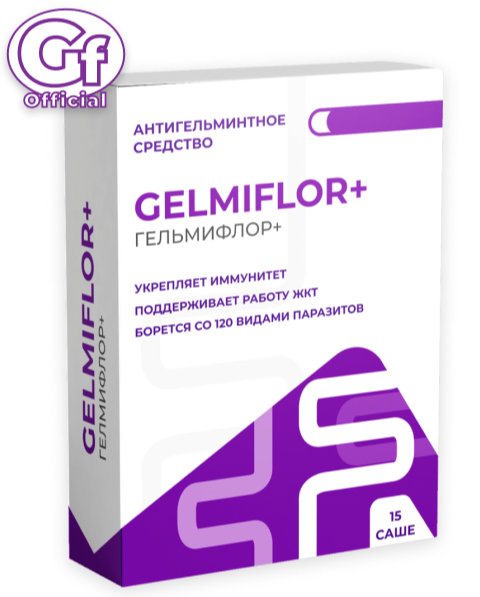 Gf
Official
АНТИГЕЛЬМИНТНОЕ
СРЕДСТВО
GELMIFLOR+
ГЕЛЬМИФЛОР+
УКРЕПЛЯЕТ ИММУНИТЕТ
ПОДДЕРЖИВАЕТ РАБОТУ ЖКТ
БОРЕТСЯ СО 120 ВИДАМИ ПАРАЗИТОВ
15
САШЕ
GELMIFLOR+
ГЕЛМИФЛОР+